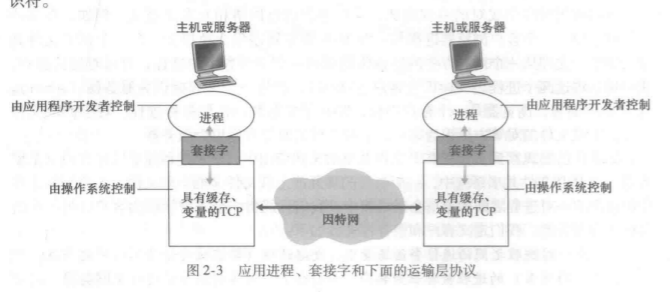 识符。
主机或服务器
主机或服务器
由应用程序开发者控制
进程
进程
由应用程序开发者控制
套接字
套接字
由操作系统控制
具有缓存、
变量的TCP
因特网
具有缓存、
变量的TCP
由操作系统控制
图2-3 应用进程、套接字和下面的运输层协议